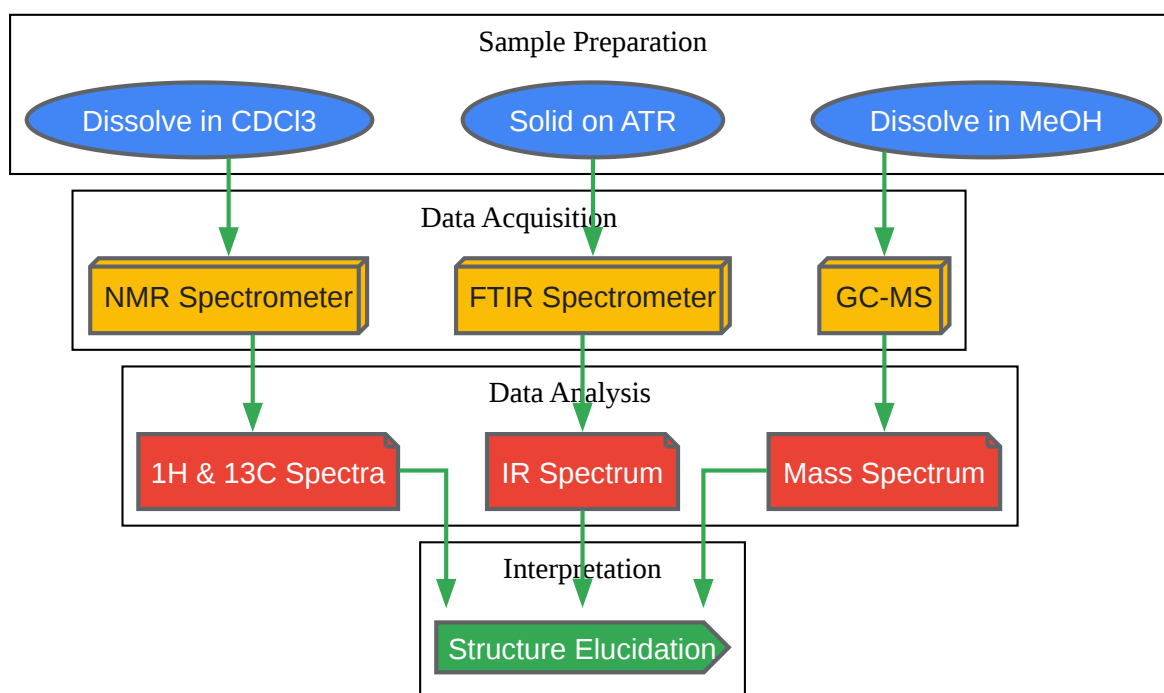 Sample Preparation
Dissolve in CDCl3
Solid on ATR
Dissolve in MeOH
Data Acquisition
NMR Spectrometer
FTIR Spectrometer
GC-MS
Data Analysis
1H & 13C Spectra
IR Spectrum
Mass Spectrum
Interpretation
Structure Elucidation